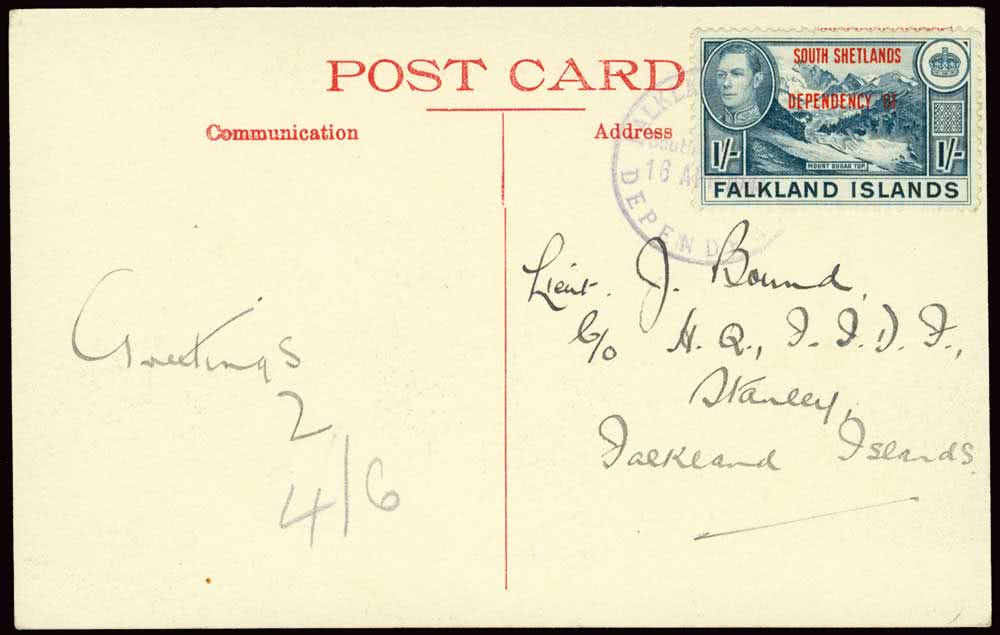 POST CARD
Communication
Address
SOUTH SHETLANDS
DEPENDENCY OF
1/-
MOUNT SUGAR TOP.
1/-
FALKLAND ISLANDS
16 AP
Greetings
2
4/6
Lieut. J. Bound,
c/o H. Q., F. I. D. F.,
Stanley,
Falkland Islands.